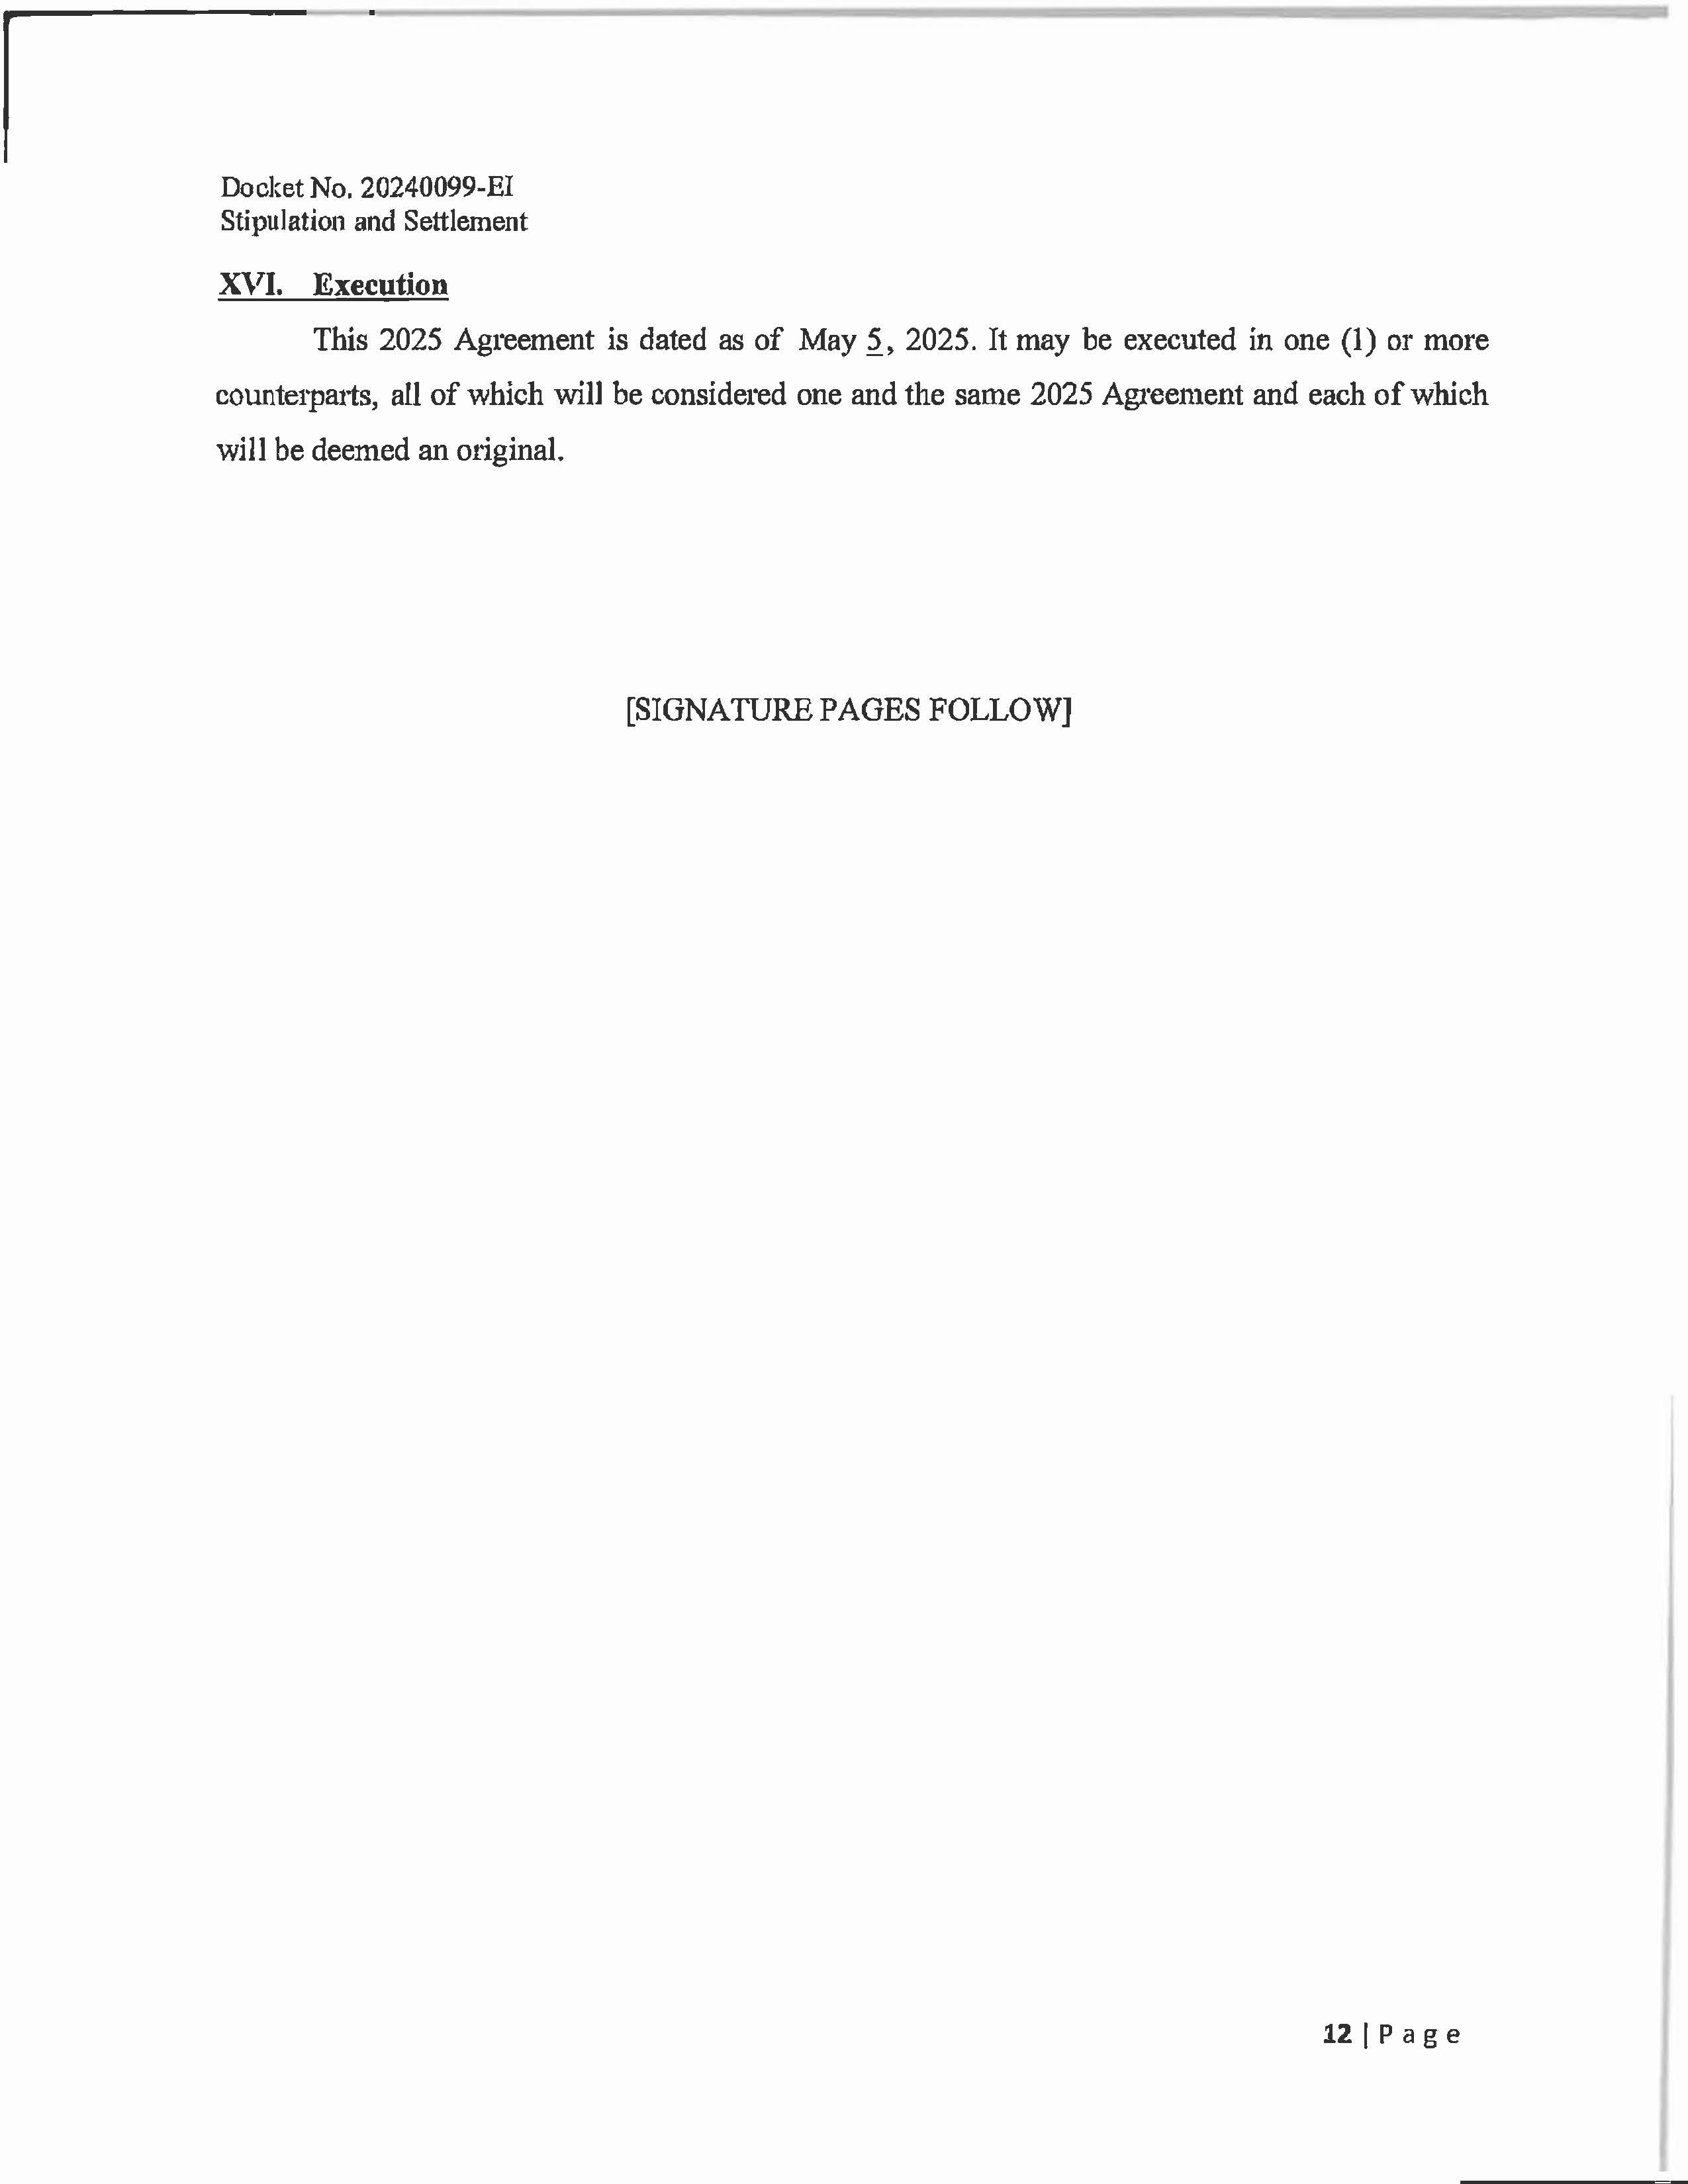 Docket No. 20240099-EI
Stipulation and Settlement
XVI. Execution
This 2025 Agreement is dated as of May 5, 2025. It may be executed in one (1) or more
counterparts, all of which will be considered one and the same 2025 Agreement and each of which
will be deemed an original.
[SIGNATURE PAGES FOLLOW]
12 | P a g e